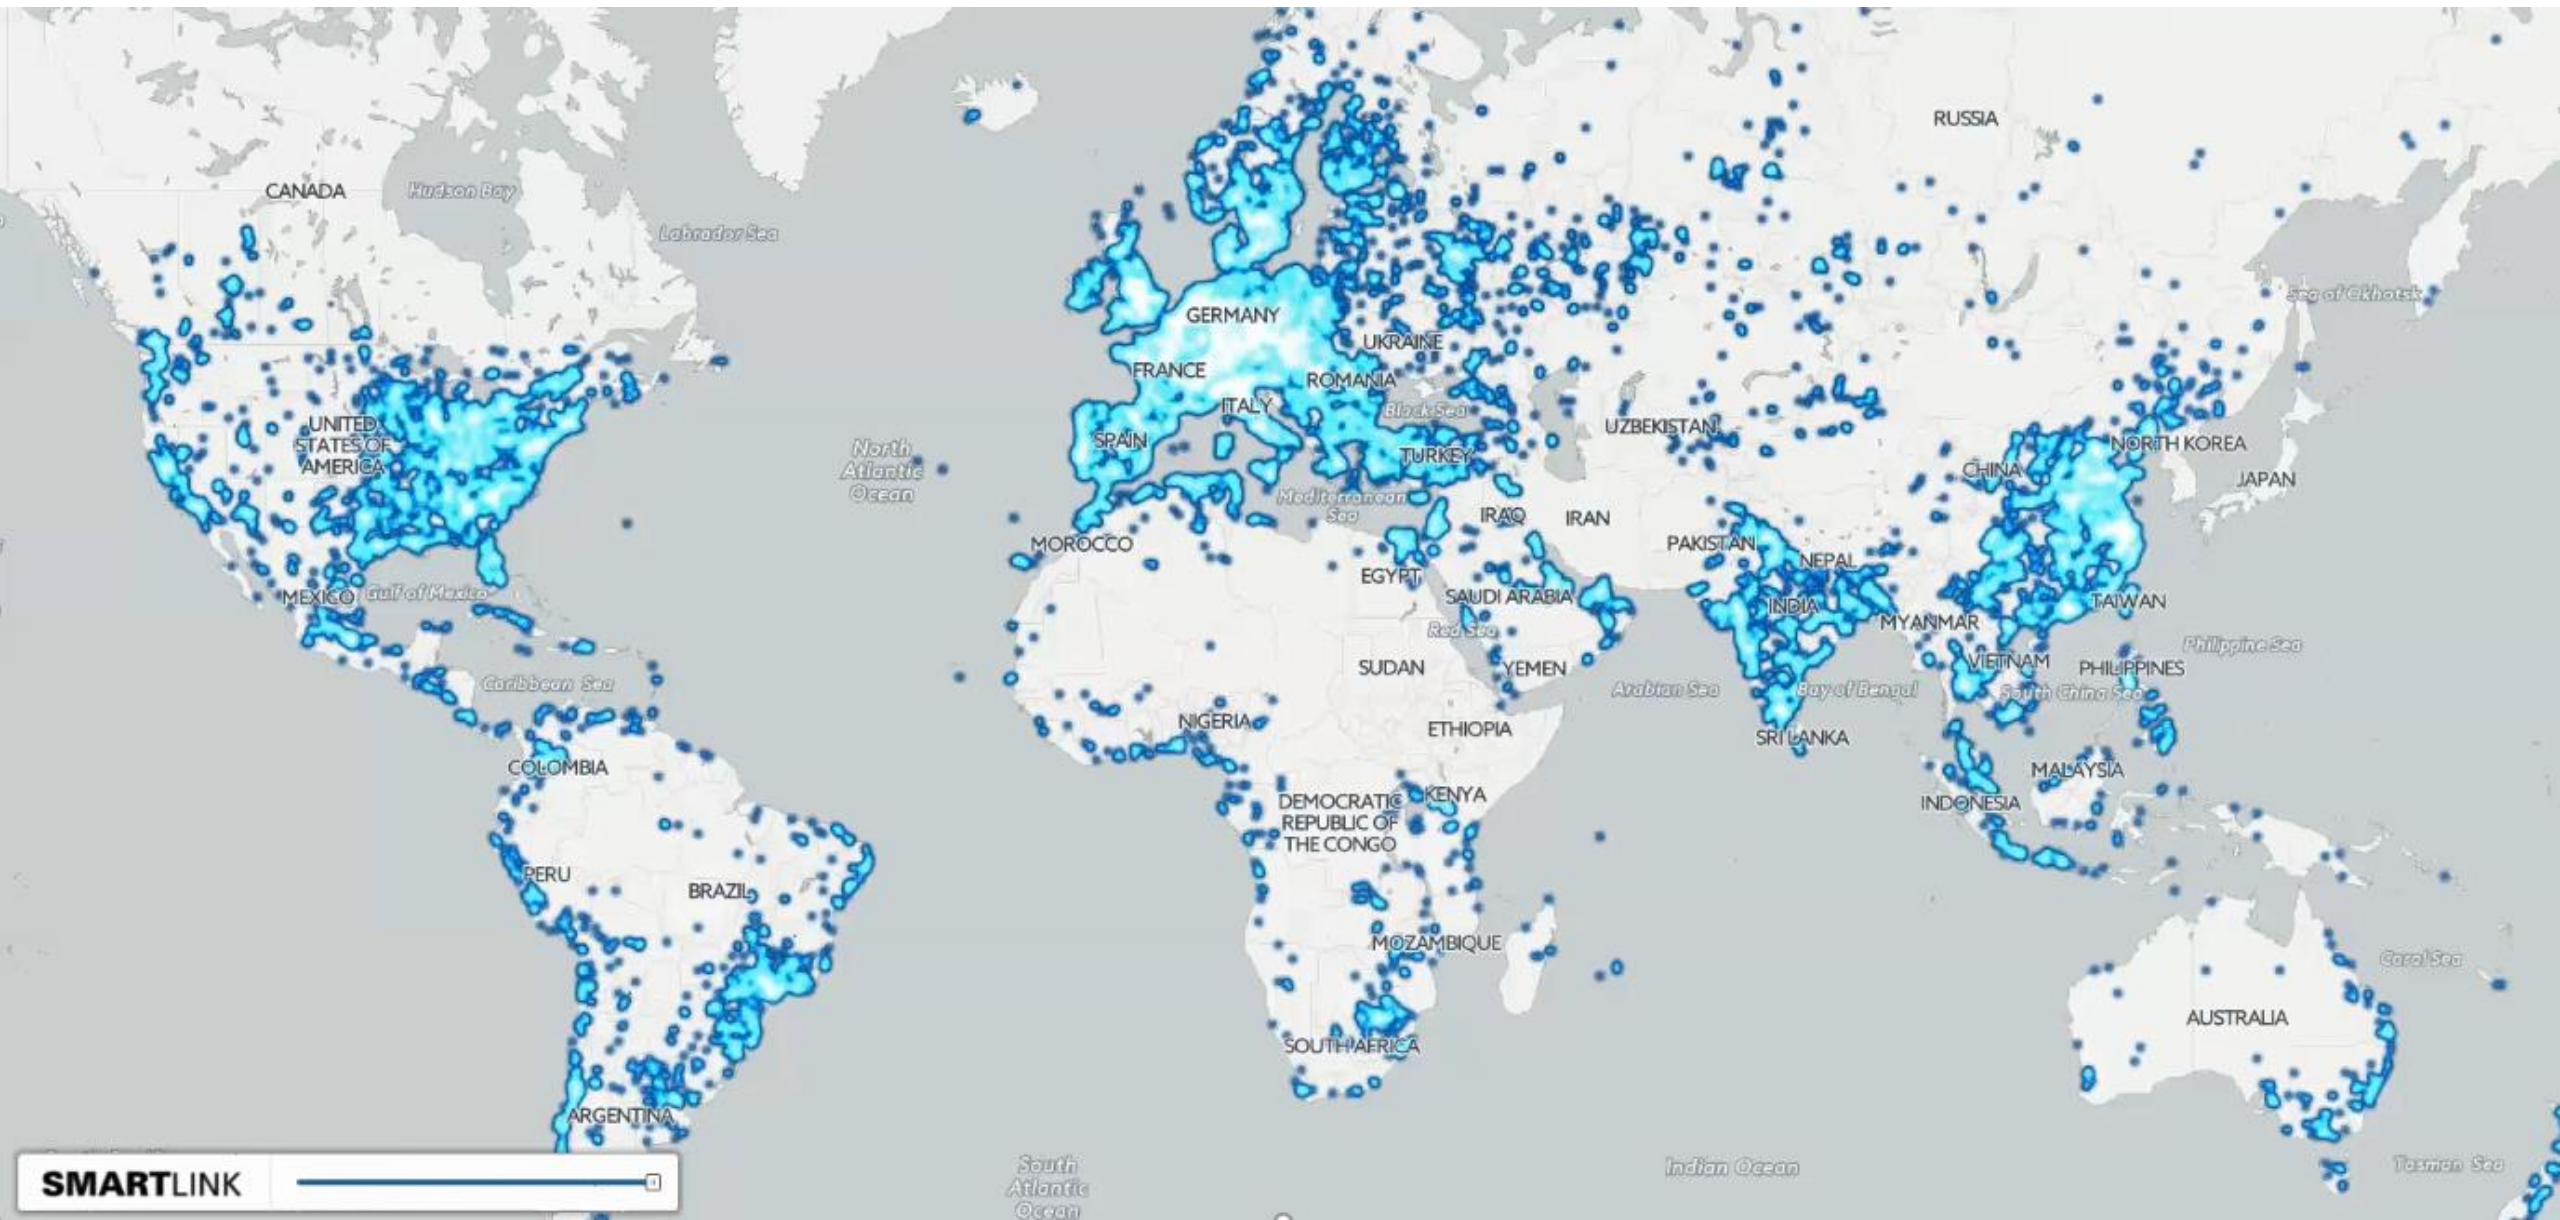 RUSSIA
CANADA
Hudson Bay
Labrador Sea
Sea of Okhotsk
GERMANY
UKRAINE
FRANCE
ROMANIA
ITALY
Black Sea
UNITED
STATES OF
AMERICA
SPAIN
UZBEKISTAN
NORTH KOREA
TURKEY
North
Atlantic
Ocean
CHINA
JAPAN
Mediterranean
Sea
IRAQ
IRAN
MOROCCO
PAKISTAN
NEPAL
EGYPT
MEXICO
Gulf of Mexico
SAUDI ARABIA
INDIA
TAIWAN
MYANMAR
Red Sea
Philippine Sea
SUDAN
YEMEN
VIETNAM
PHILIPPINES
Caribbean Sea
Arabian Sea
Bay of Bengal
South China Sea
NIGERIA
ETHIOPIA
SRI LANKA
COLOMBIA
MALAYSIA
KENYA
INDONESIA
DEMOCRATIC
REPUBLIC OF
THE CONGO
PERU
BRAZIL
MOZAMBIQUE
Coral Sea
AUSTRALIA
SOUTH AFRICA
ARGENTINA
South
Atlantic
Ocean
Indian Ocean
Tasman Sea
SMARTLINK